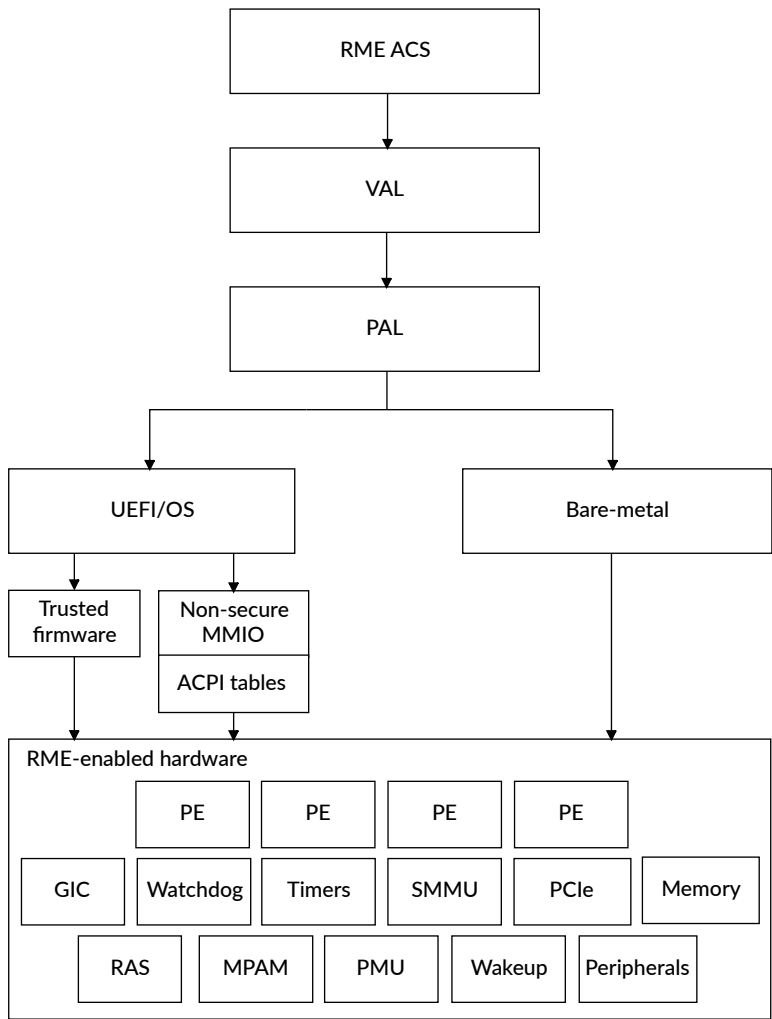 RME ACS
VAL
PAL
UEFI/OS
Bare-metal
Trusted
firmware
Non-secure
MMIO
ACPI tables
RME-enabled hardware
PE PE PE PE
GIC Watchdog Timers SMMU PCIe Memory
RAS MPAM PMU Wakeup Peripherals